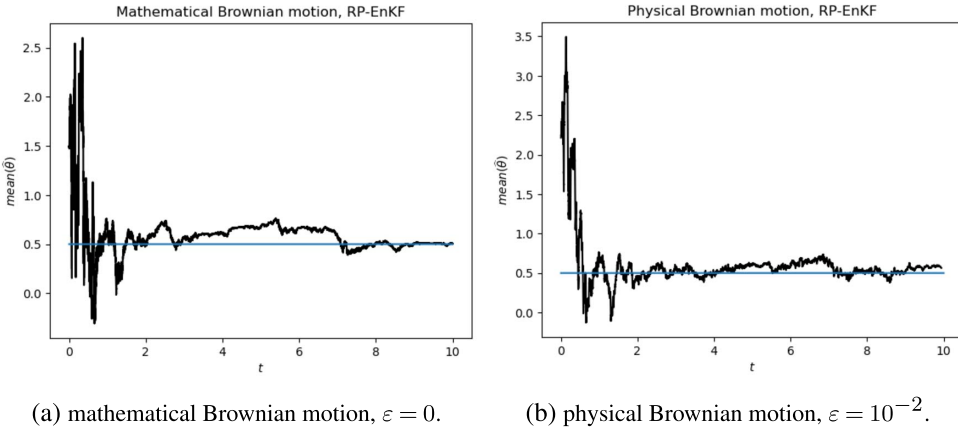 Mathematical Brownian motion, RP-EnKF
2.5
2.0
1.5
1.0
0.5
0.0
mean(θ̂)
0 2 4 6 8 10
t
(a) mathematical Brownian motion, ε = 0.
Physical Brownian motion, RP-EnKF
3.5
3.0
2.5
2.0
1.5
1.0
0.5
0.0
mean(θ̂)
0 2 4 6 8 10
t
(b) physical Brownian motion, ε = 10⁻².